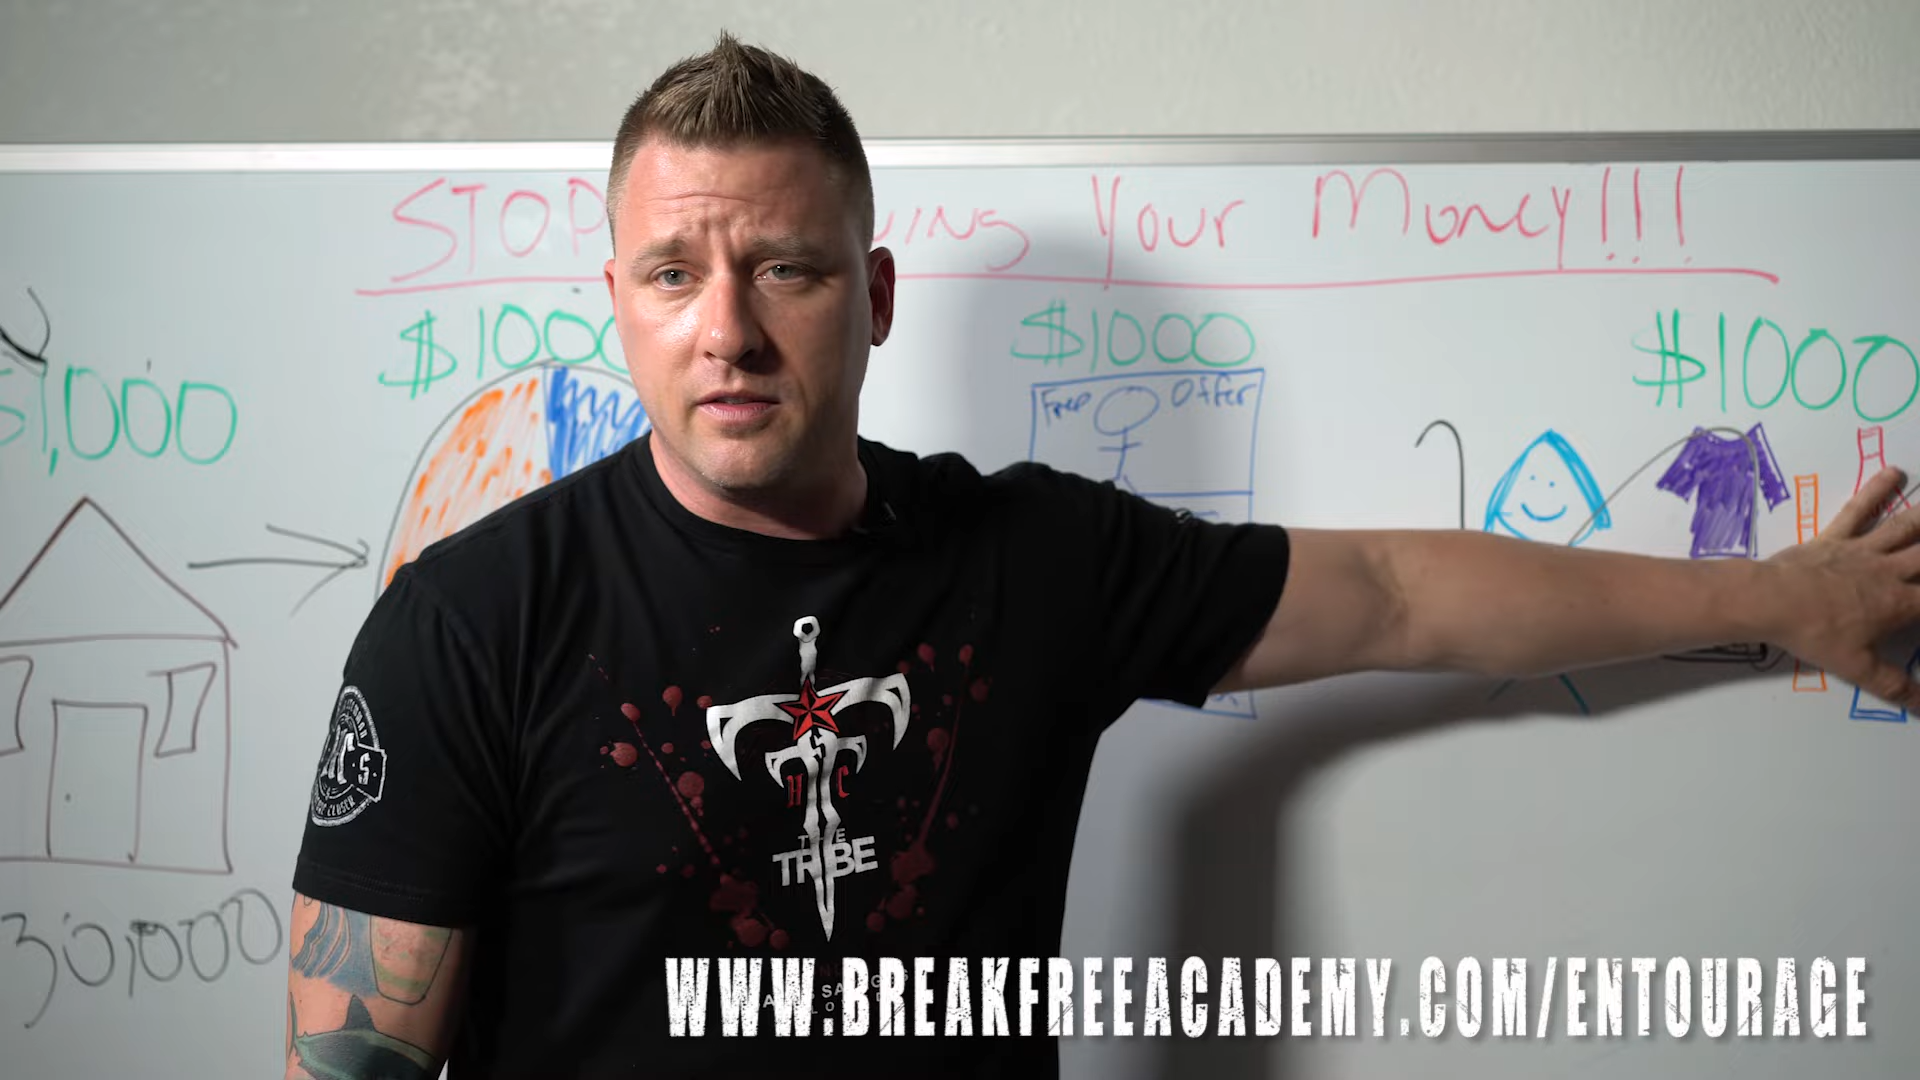 STOP Your Money!!!
$1000 $1000 $1000
$1,000
Free Offer
30,000
H S C
THE
TRIBE
WWW.BREAKFREEACADEMY.COM/ENTOURAGE